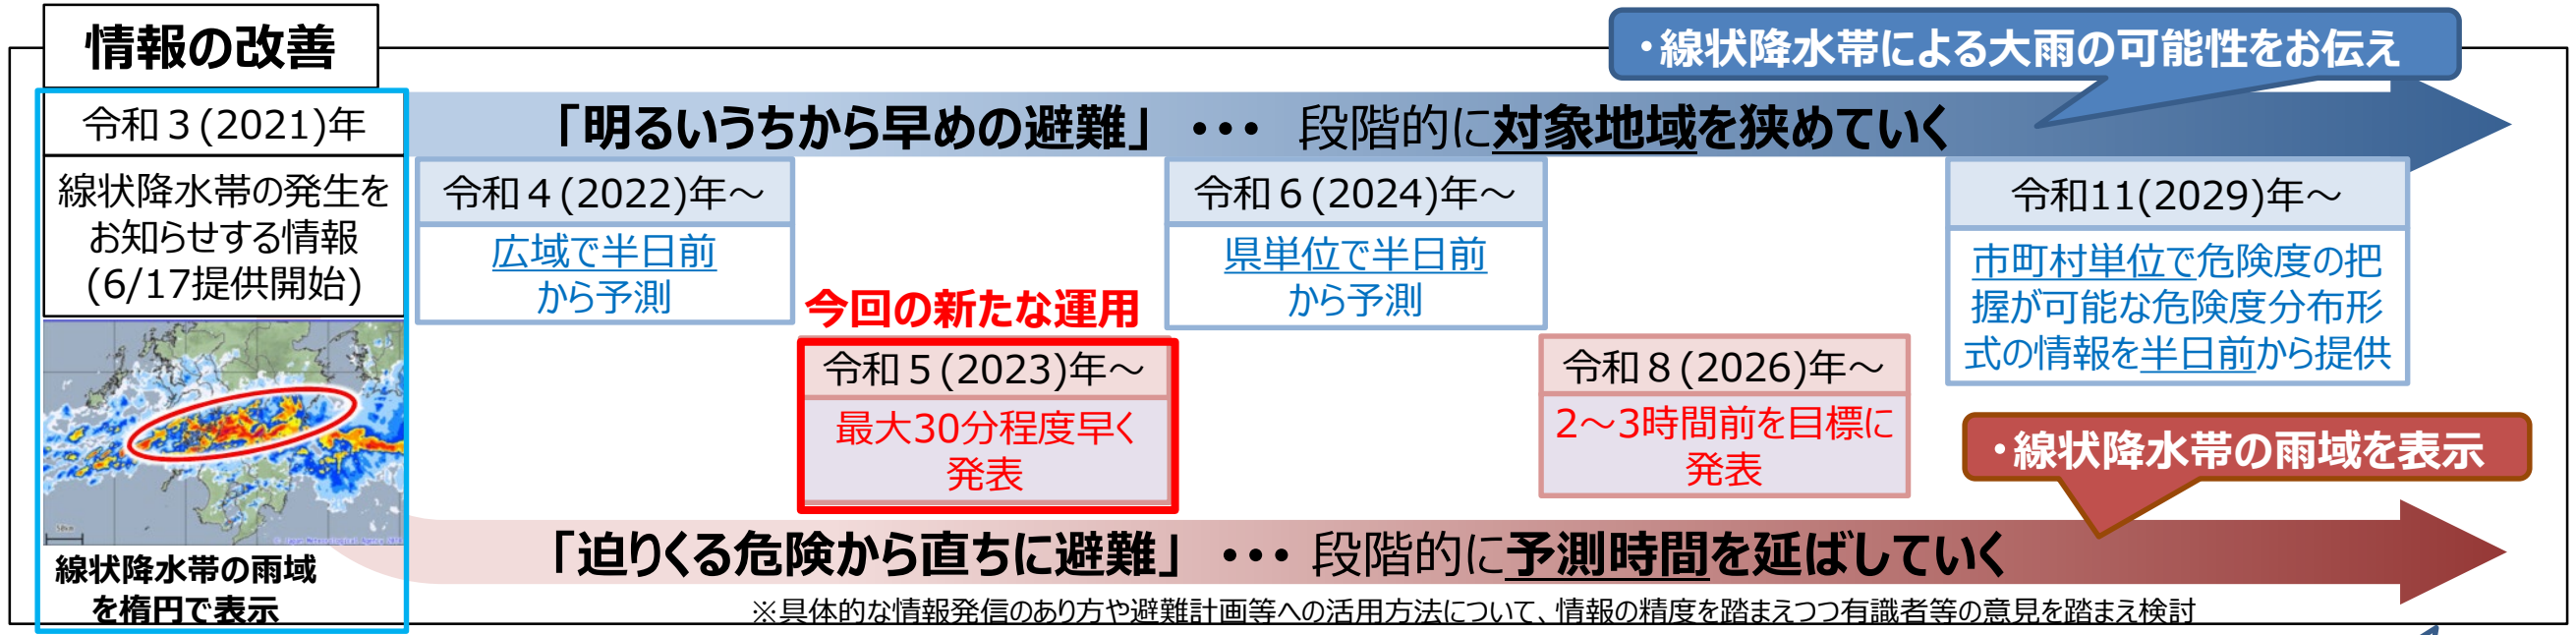 情報の改善
・線状降水帯による大雨の可能性をお伝え
令和３(2021)年
線状降水帯の発生を
お知らせする情報
(6/17提供開始)
線状降水帯の雨域
を楕円で表示
「明るいうちから早めの避難」・・・ 段階的に対象地域を狭めていく
令和４(2022)年～
広域で半日前
から予測
今回の新たな運用
令和５(2023)年～
最大30分程度早く
発表
令和６(2024)年～
県単位で半日前
から予測
令和８(2026)年～
2～3時間前を目標に
発表
令和11(2029)年～
市町村単位で危険度の把
握が可能な危険度分布形
式の情報を半日前から提供
・線状降水帯の雨域を表示
「迫りくる危険から直ちに避難」・・・ 段階的に予測時間を延ばしていく
※具体的な情報発信のあり方や避難計画等への活用方法について、情報の精度を踏まえつつ有識者等の意見を踏まえ検討